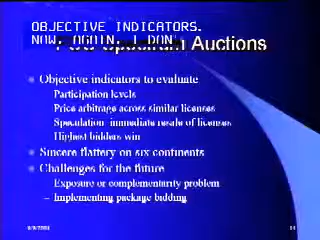 OBJECTIVE INDICATORS.
NOW, AGAIN, I DON'
Spectrum Auctions
Objective indicators to evaluate
Participation levels
Price arbitrage across similar licenses
Speculation immediate resale of licenses
Highest bidders win
Sincere flattery on six continents
Challenges for the future
Exposure or complementarity problem
– Implementing package bidding
14